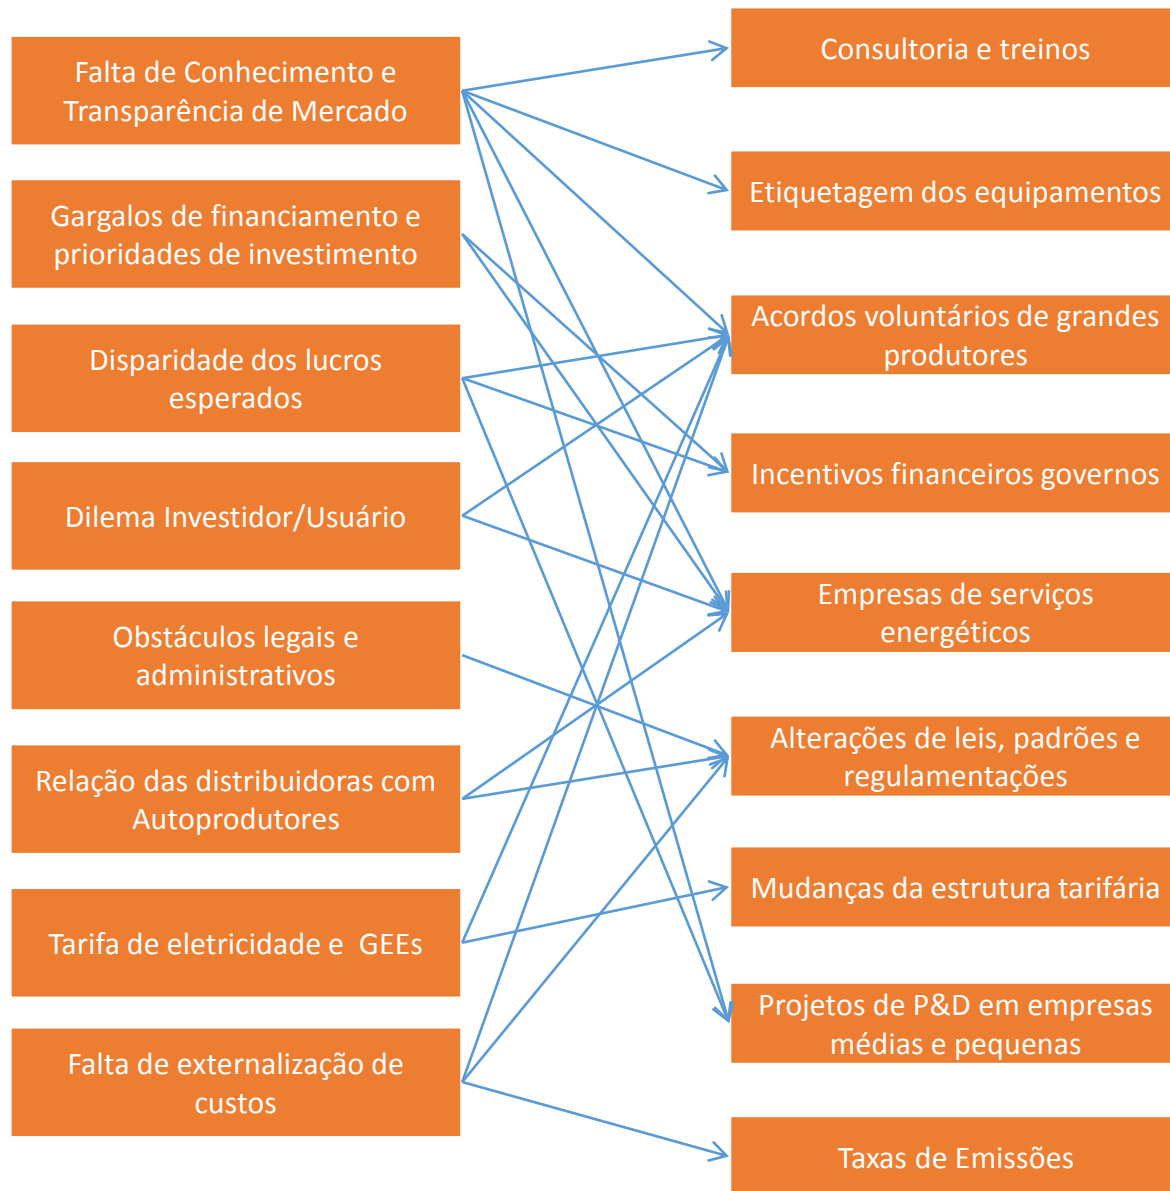 Falta de Conhecimento e
Transparência de Mercado
Gargalos de financiamento e
prioridades de investimento
Disparidade dos lucros
esperados
Dilema Investidor/Usuário
Obstáculos legais e
administrativos
Relação das distribuidoras com
Autoprodutores
Tarifa de eletricidade e  GEEs
Falta de externalização de
custos
Consultoria e treinos
Etiquetagem dos equipamentos
Acordos voluntários de grandes
produtores
Incentivos financeiros governos
Empresas de serviços
energéticos
Alterações de leis, padrões e
regulamentações
Mudanças da estrutura tarifária
Projetos de P&D em empresas
médias e pequenas
Taxas de Emissões